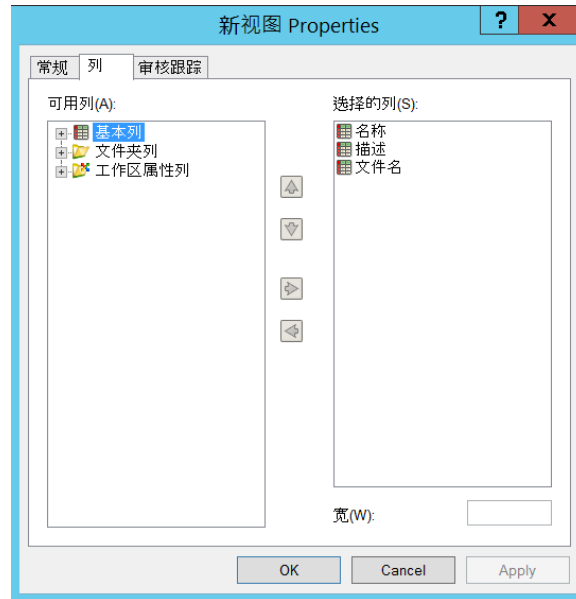 新视图 Properties
? X
常规 列 审核跟踪
可用列(A):
基本列
文件夹列
工作区属性列
选择的列(S):
名称
描述
文件名
宽(W):
OK Cancel Apply